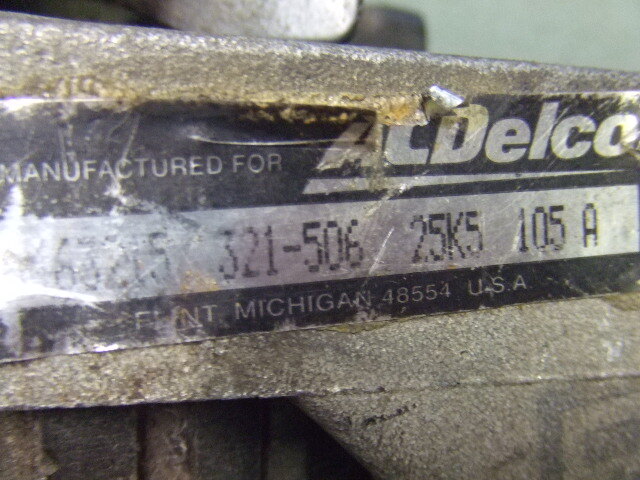 MANUFACTURED FOR ACDelco
321-506 25K5 105 A
FLINT, MICHIGAN 48554 U.S.A